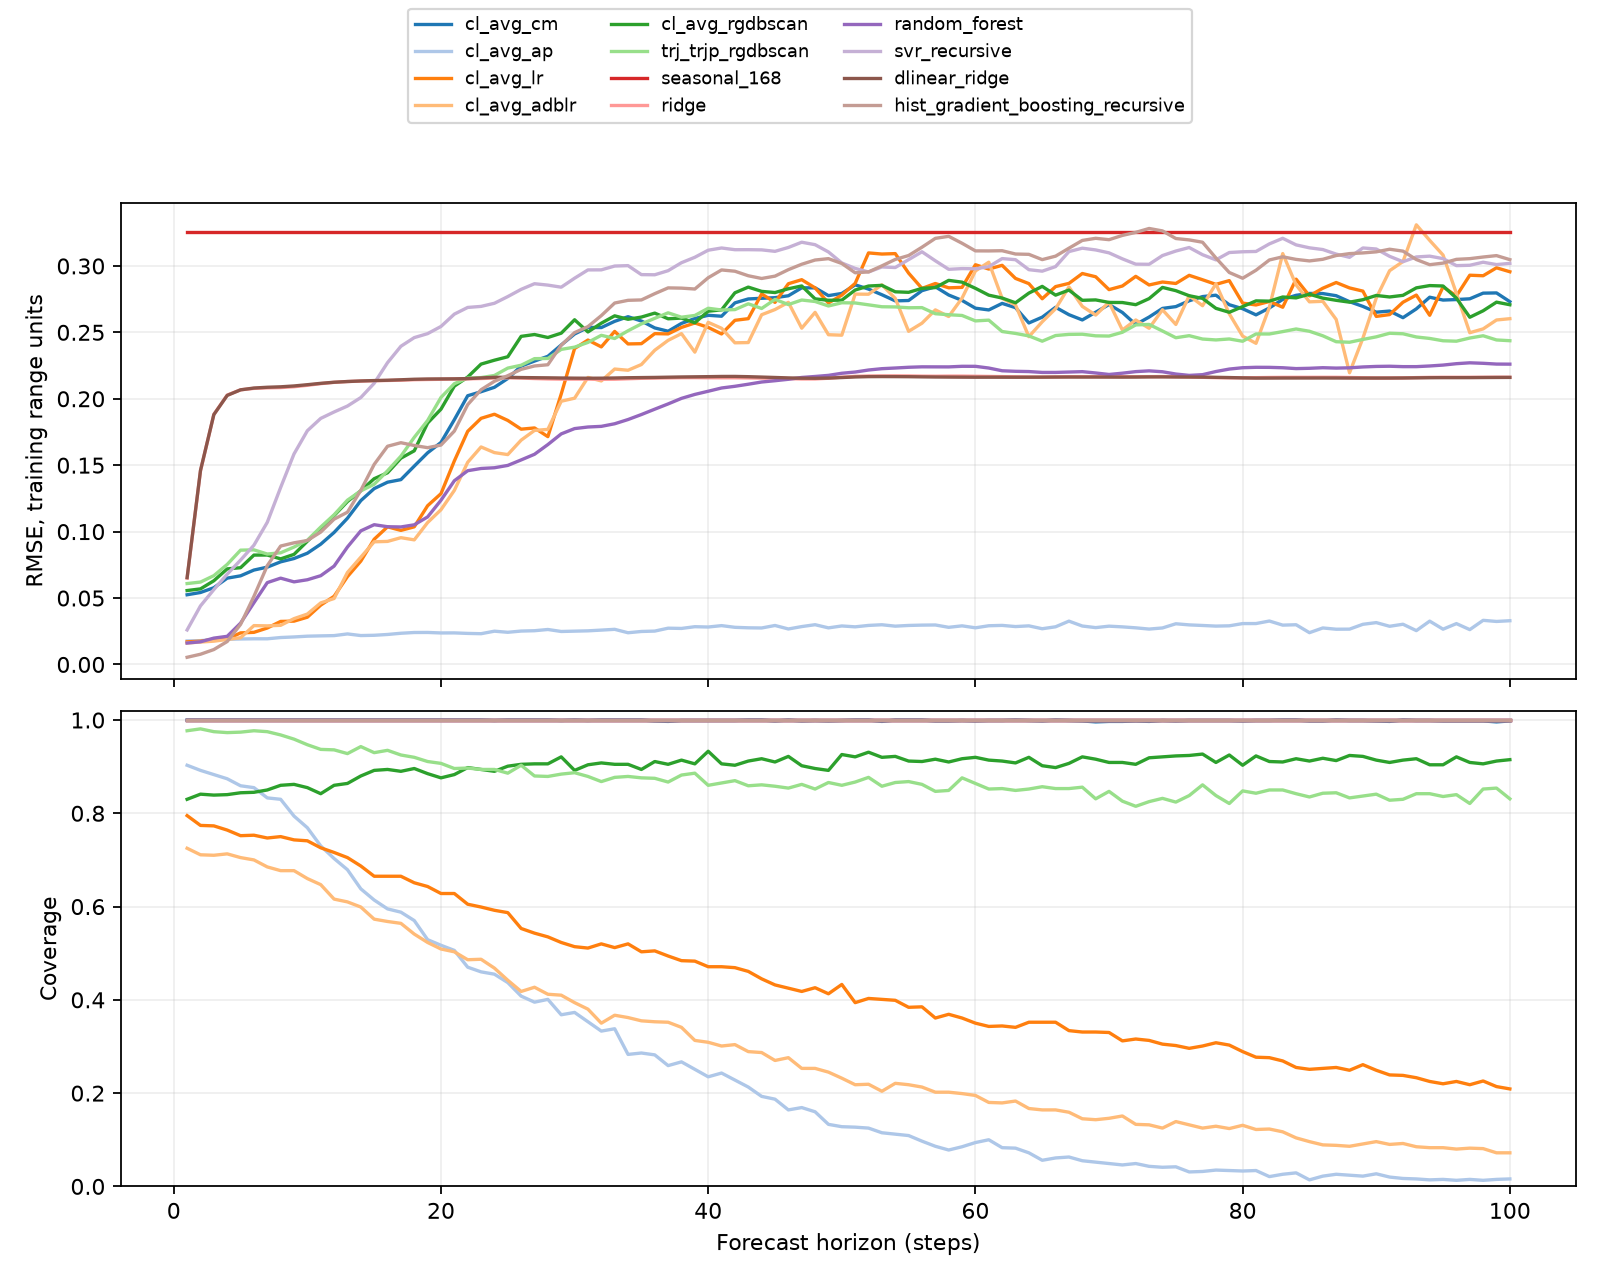 cl_avg_cm
cl_avg_ap
cl_avg_lr
cl_avg_adblr
cl_avg_rgdbscan
trj_trjp_rgdbscan
seasonal_168
ridge
random_forest
svr_recursive
dlinear_ridge
hist_gradient_boosting_recursive
RMSE, training range units
0.30
0.25
0.20
0.15
0.10
0.05
0.00
Coverage
1.0
0.8
0.6
0.4
0.2
0.0
0 20 40 60 80 100
Forecast horizon (steps)